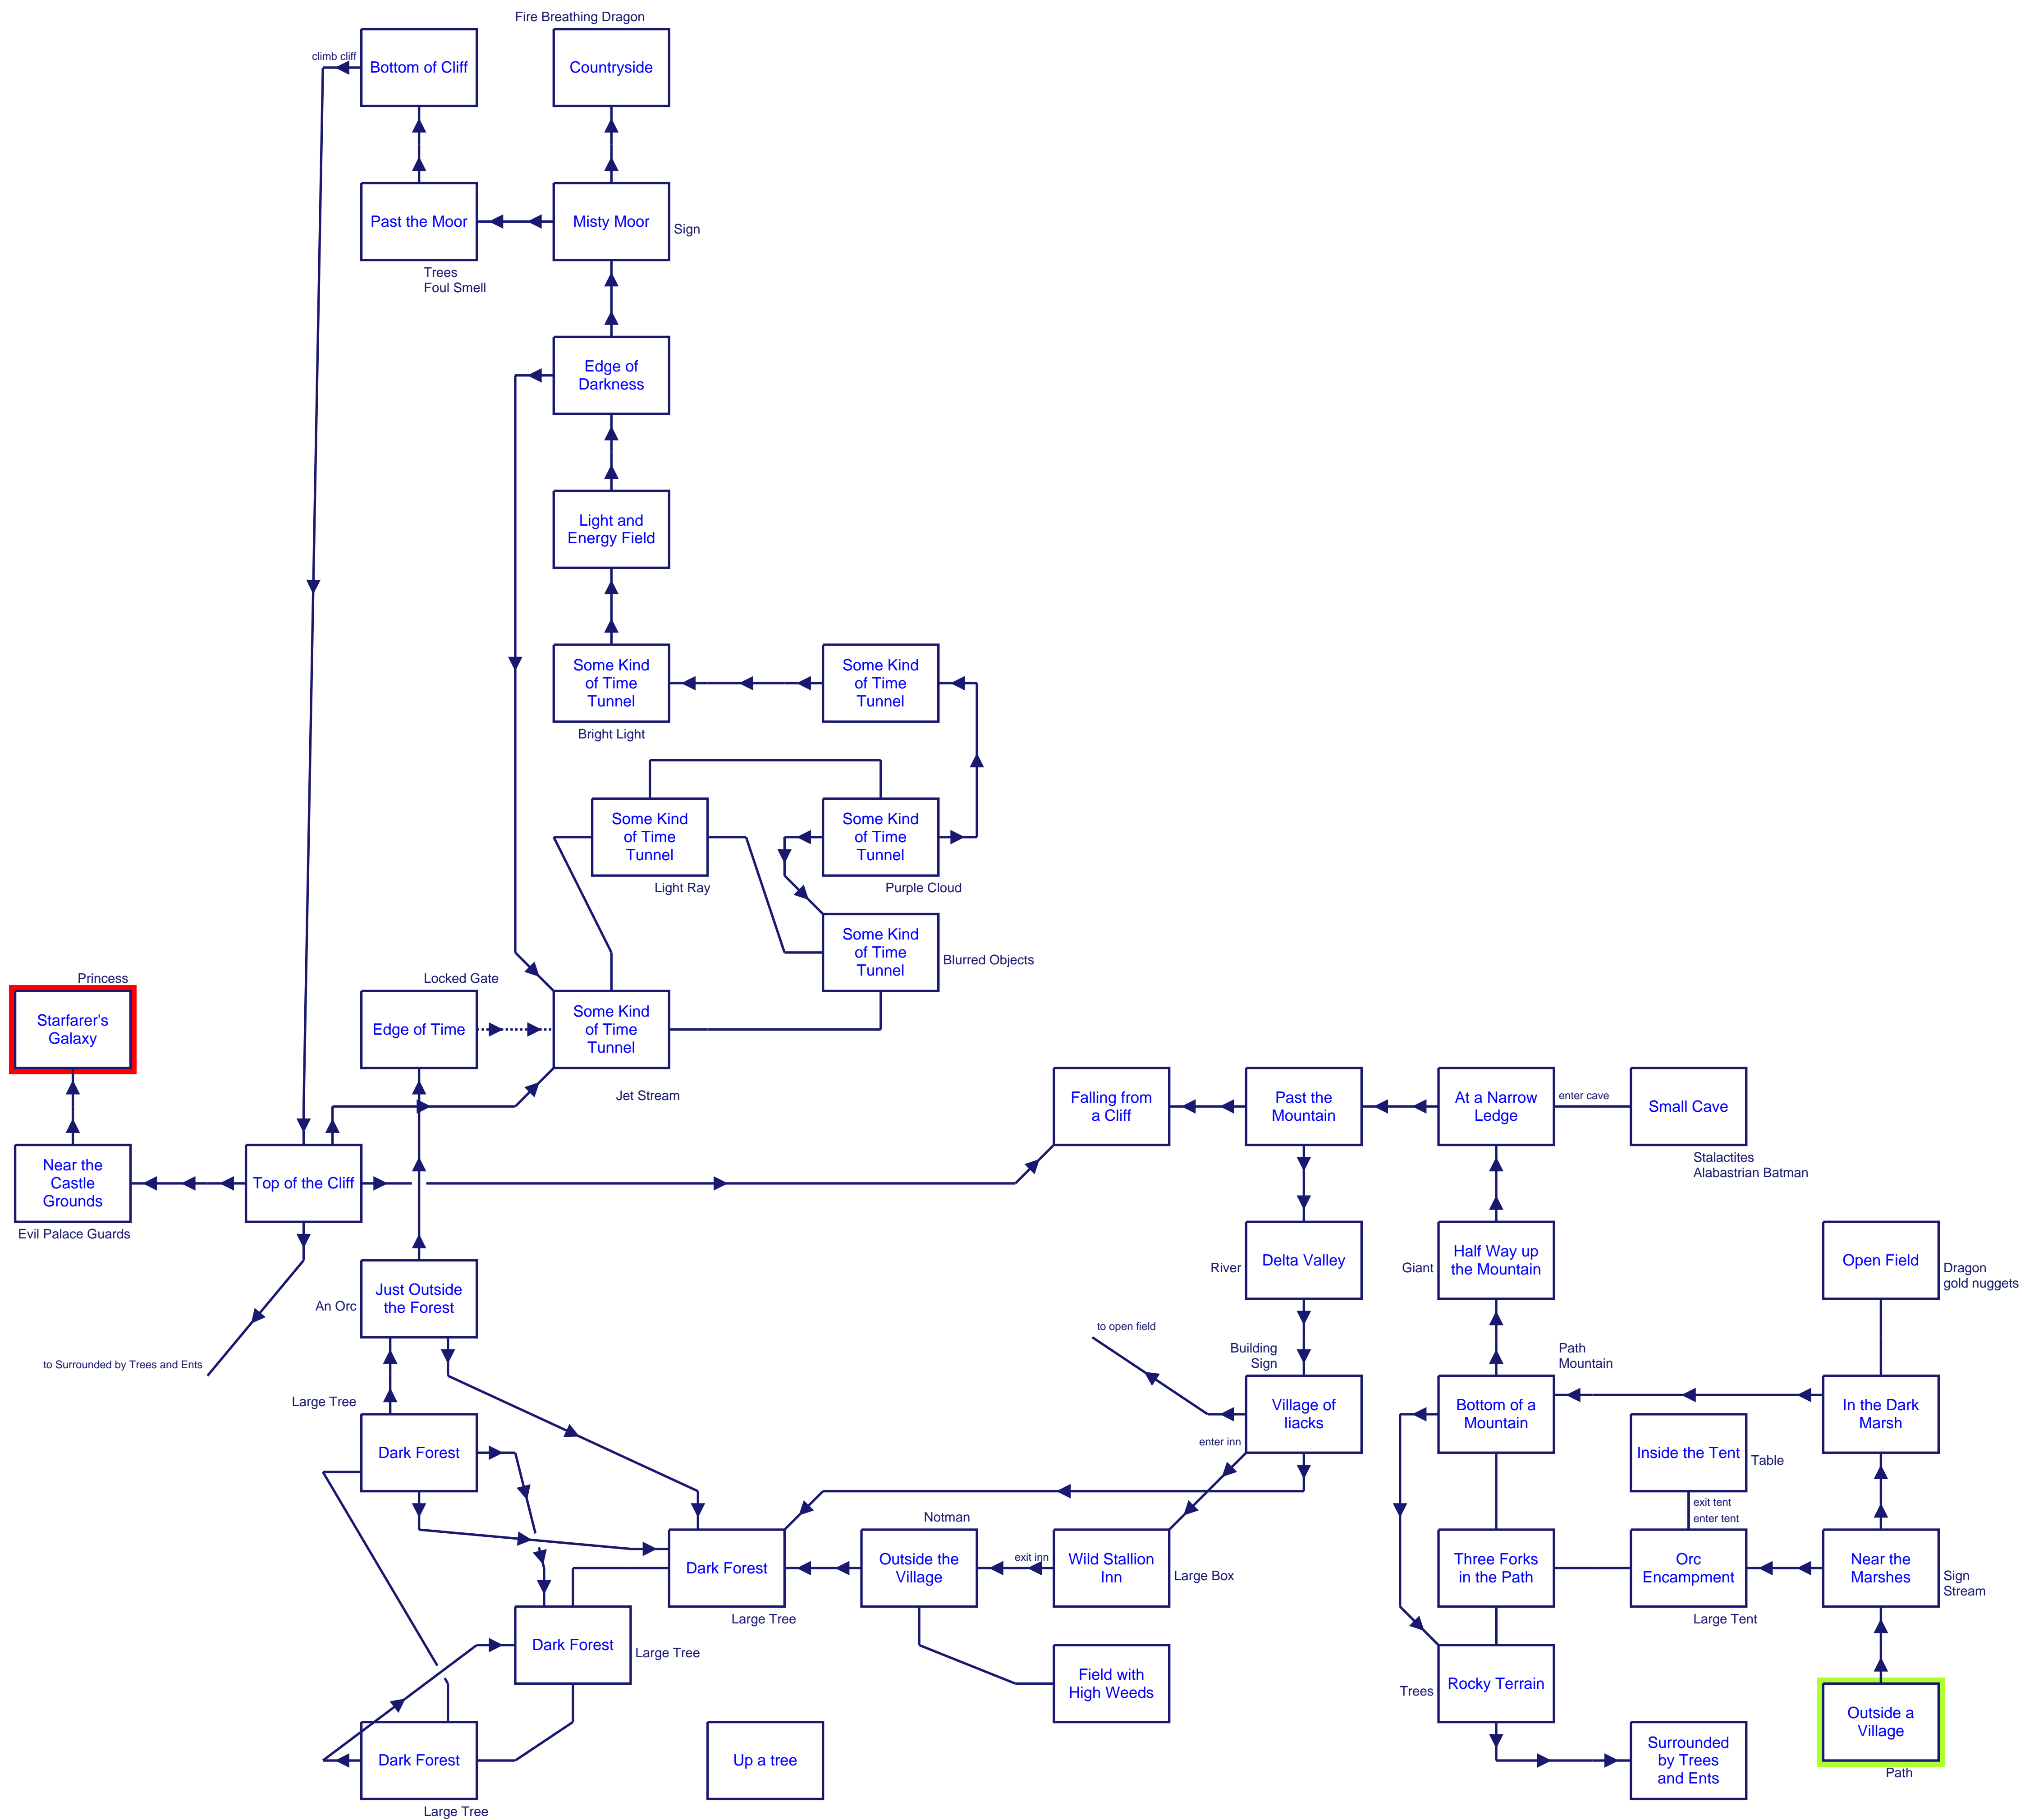 Fire Breathing Dragon
climb cliff
Bottom of Cliff
Countryside
Past the Moor
Misty Moor
Sign
Trees
Foul Smell
Edge of
Darkness
Light and
Energy Field
Some Kind
of Time
Tunnel
Some Kind
of Time
Tunnel
Bright Light
Some Kind
of Time
Tunnel
Some Kind
of Time
Tunnel
Light Ray
Purple Cloud
Some Kind
of Time
Tunnel
Blurred Objects
Princess
Locked Gate
Starfarer's
Galaxy
Edge of Time
Some Kind
of Time
Tunnel
Jet Stream
Falling from
a Cliff
Past the
Mountain
At a Narrow
Ledge
enter cave
Small Cave
Stalactites
Alabastrian Batman
Near the
Castle
Grounds
Top of the Cliff
Evil Palace Guards
River
Delta Valley
Giant
Half Way up
the Mountain
Open Field
Dragon
gold nuggets
An Orc
Just Outside
the Forest
to open field
to Surrounded by Trees and Ents
Building
Sign
Path
Mountain
Large Tree
Village of
Iiacks
Bottom of a
Mountain
In the Dark
Marsh
Dark Forest
enter inn
Inside the Tent
Table
exit tent
enter tent
Notman
Dark Forest
Outside the
Village
exit inn
Wild Stallion
Inn
Large Box
Three Forks
in the Path
Orc
Encampment
Near the
Marshes
Sign
Stream
Large Tree
Large Tent
Dark Forest
Large Tree
Field with
High Weeds
Trees
Rocky Terrain
Outside a
Village
Path
Dark Forest
Large Tree
Up a tree
Surrounded
by Trees
and Ents